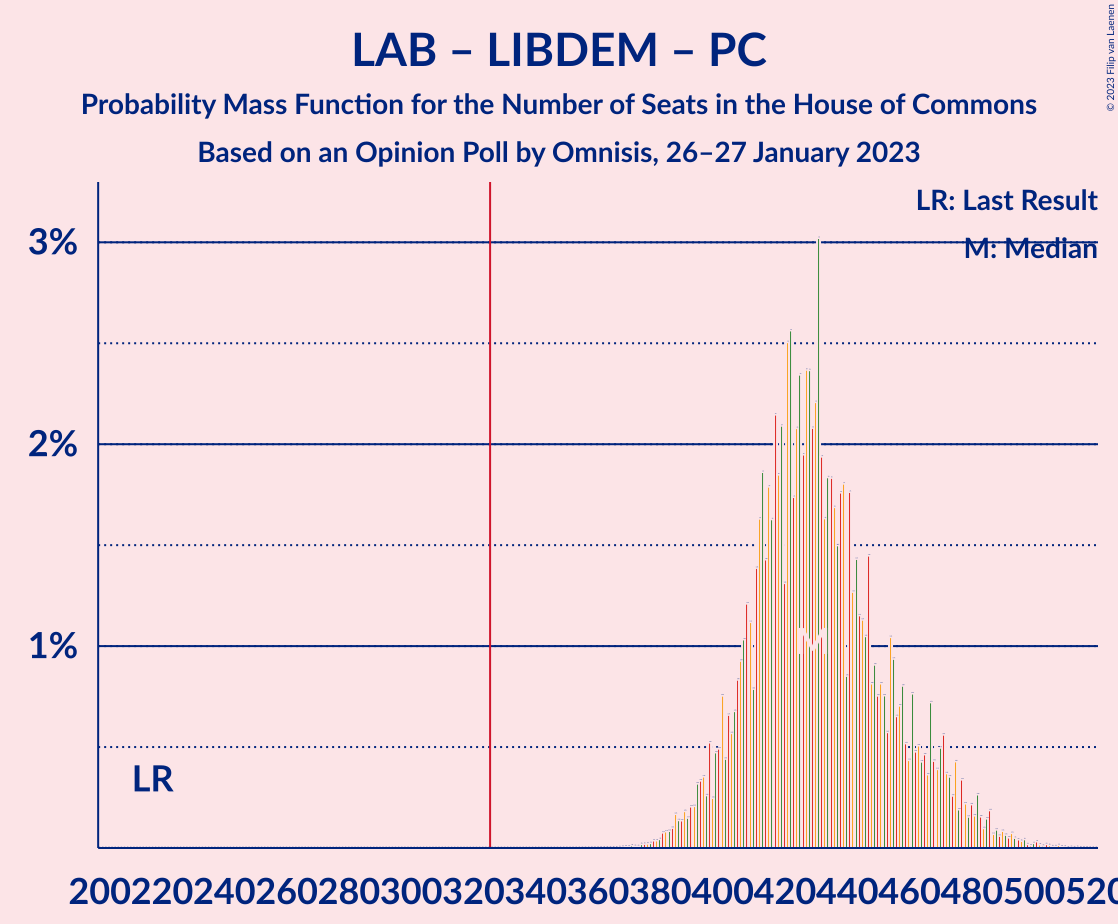 LAB – LIBDEM – PC
Probability Mass Function for the Number of Seats in the House of Commons
Based on an Opinion Poll by Omnisis, 26–27 January 2023
© 2023 Filip van Laenen
LR: Last Result
M: Median
3%
2%
1%
LR
M
200220240260280300320340360380400420440460480500520